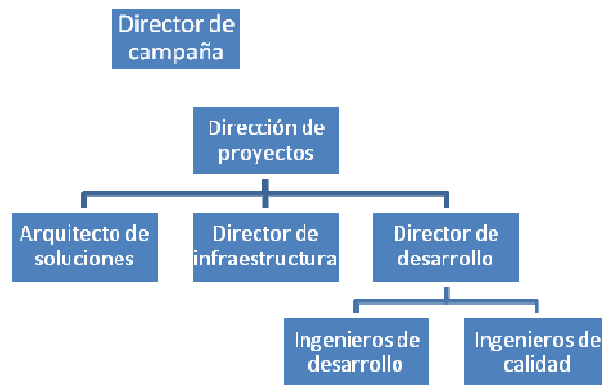 Director de
campaña
Dirección de
proyectos
Arquitecto de
soluciones
Director de
infraestructura
Director de
desarrollo
Ingenieros de
desarrollo
Ingenieros de
calidad